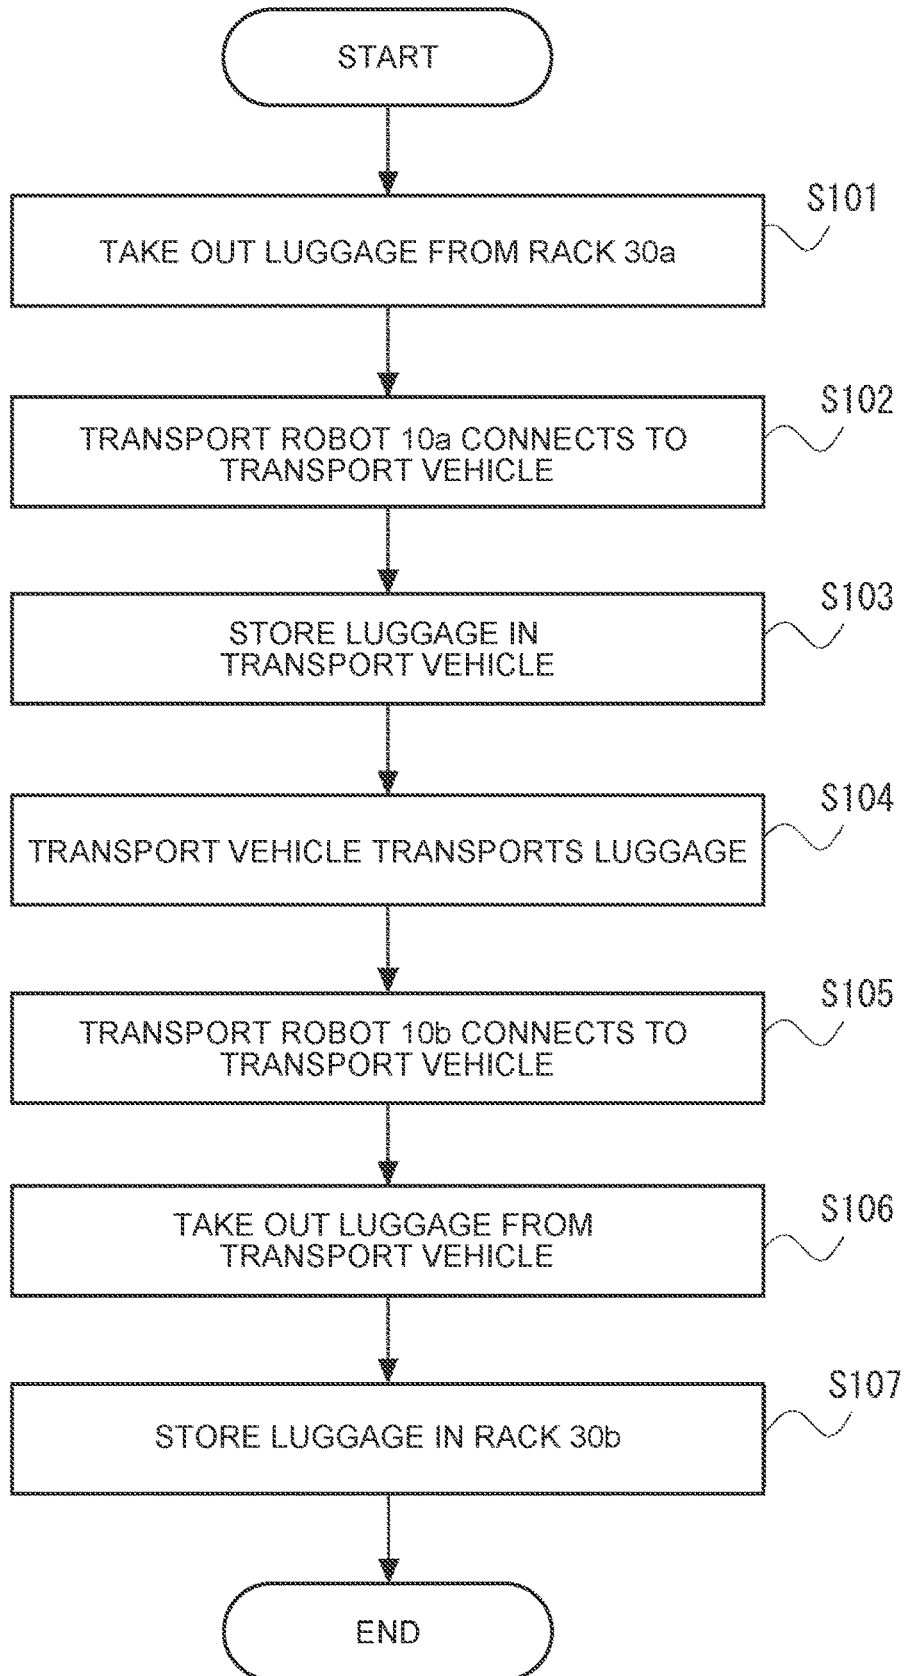 START
S101
TAKE OUT LUGGAGE FROM RACK 30a
S102
TRANSPORT ROBOT 10a CONNECTS TO
TRANSPORT VEHICLE
S103
STORE LUGGAGE IN
TRANSPORT VEHICLE
S104
TRANSPORT VEHICLE TRANSPORTS LUGGAGE
S105
TRANSPORT ROBOT 10b CONNECTS TO
TRANSPORT VEHICLE
S106
TAKE OUT LUGGAGE FROM
TRANSPORT VEHICLE
S107
STORE LUGGAGE IN RACK 30b
END